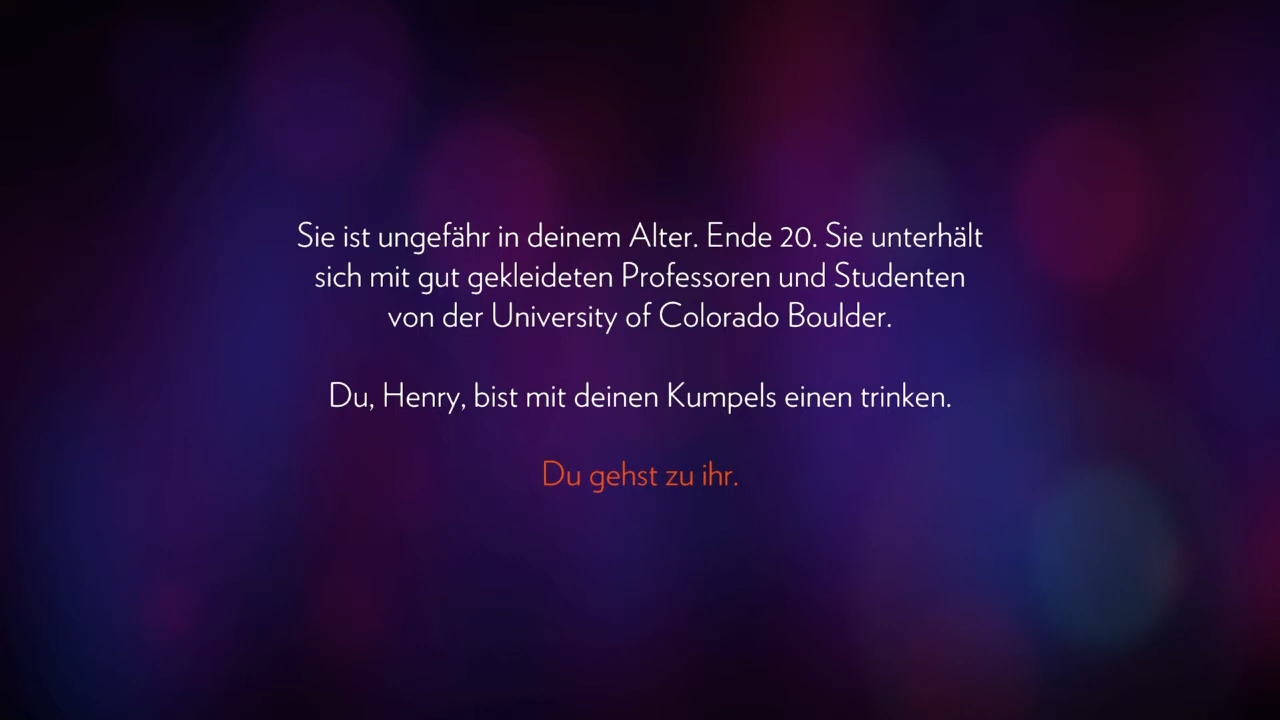 Sie ist ungefähr in deinem Alter. Ende 20. Sie unterhält
sich mit gut gekleideten Professoren und Studenten
von der University of Colorado Boulder.
Du, Henry, bist mit deinen Kumpels einen trinken.
Du gehst zu ihr.